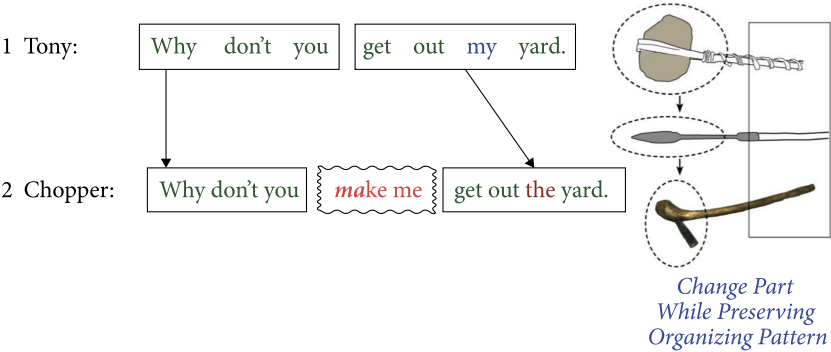 1 Tony: Why don't you get out my yard.
2 Chopper: Why don't you make me get out the yard.
Change Part
While Preserving
Organizing Pattern